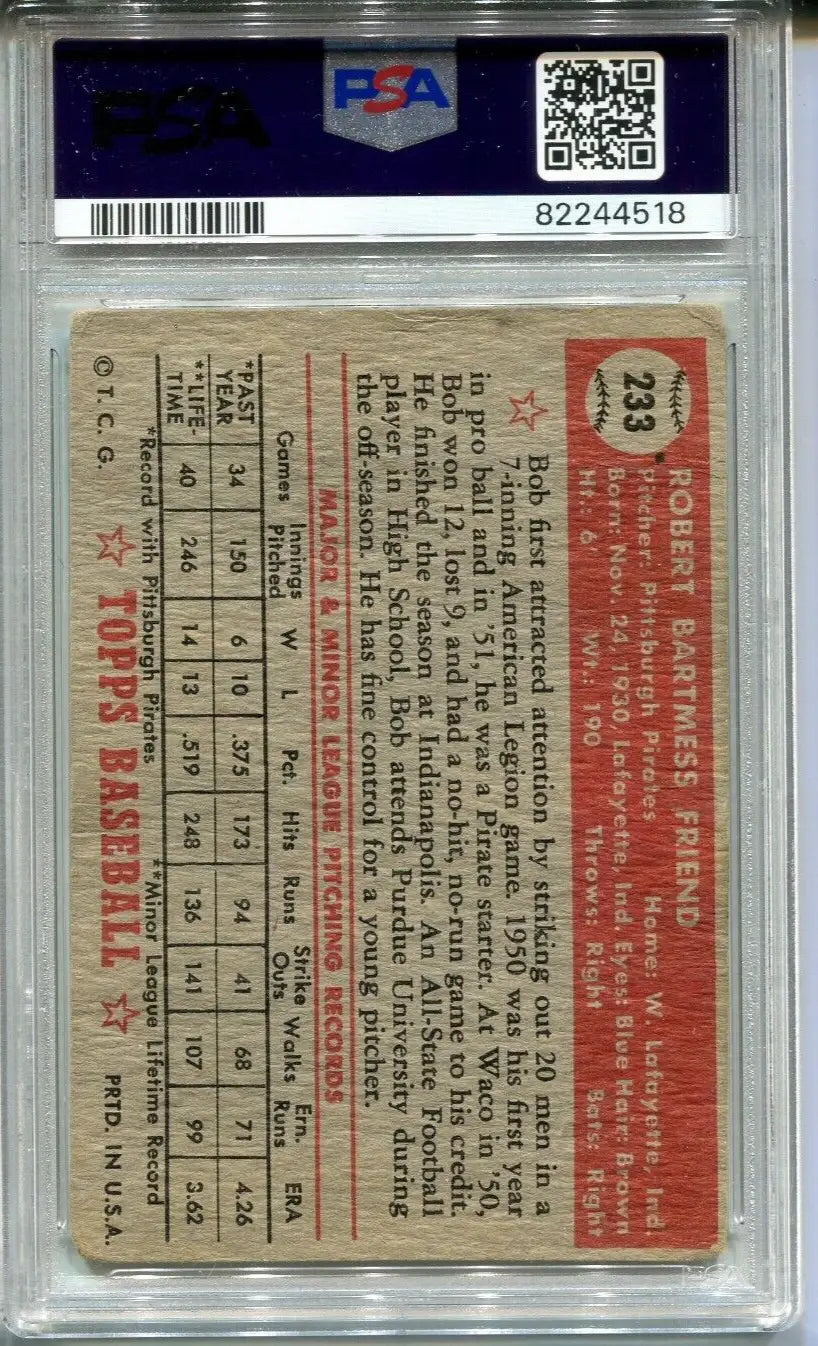 PSA
PSA
82244518
233
ROBERT BARTMESS FRIEND
Pitcher: Pittsburgh Pirates Home: W. Lafayette, Ind.
Born: Nov. 24, 1930, Lafayette, Ind. Eyes: Blue Hair: Brown
Ht.: 6' Wt.: 190 Throws: Right Bats: Right
Bob first attracted attention by striking out 20 men in a
7-inning American Legion game. 1950 was his first year
in pro ball and in '51, he was a Pirate starter. At Waco in '50,
Bob won 12, lost 9, and had a no-hit, no-run game to his credit.
He finished the season at Indianapolis. An All-State Football
player in High School, Bob attends Purdue University during
the off-season. He has fine control for a young pitcher.
MAJOR & MINOR LEAGUE PITCHING RECORDS
Games Innings Pitched W L Pct. Hits Runs Strike Outs Walks Ern. Runs ERA
*PAST YEAR 34 150 6 10 .375 173 94 41 68 71 4.26
**LIFE-TIME 40 246 14 13 .519 248 136 141 107 99 3.62
*Record with Pittsburgh Pirates **Minor League Lifetime Record
© T. C. G. TOPPS BASEBALL PRTD. IN U.S.A.